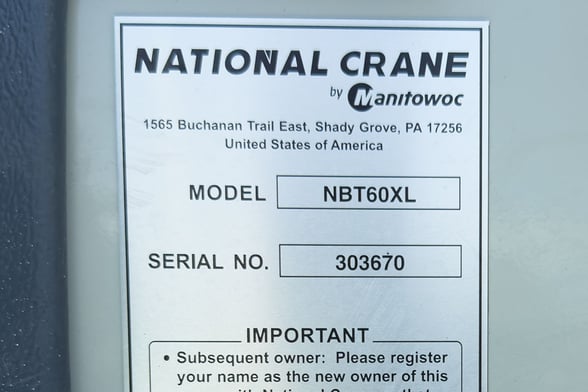 NATIONAL CRANE
by Manitowoc
1565 Buchanan Trail East, Shady Grove, PA 17256
United States of America
MODEL NBT60XL
SERIAL NO. 303670
IMPORTANT
• Subsequent owner: Please register
your name as the new owner of this